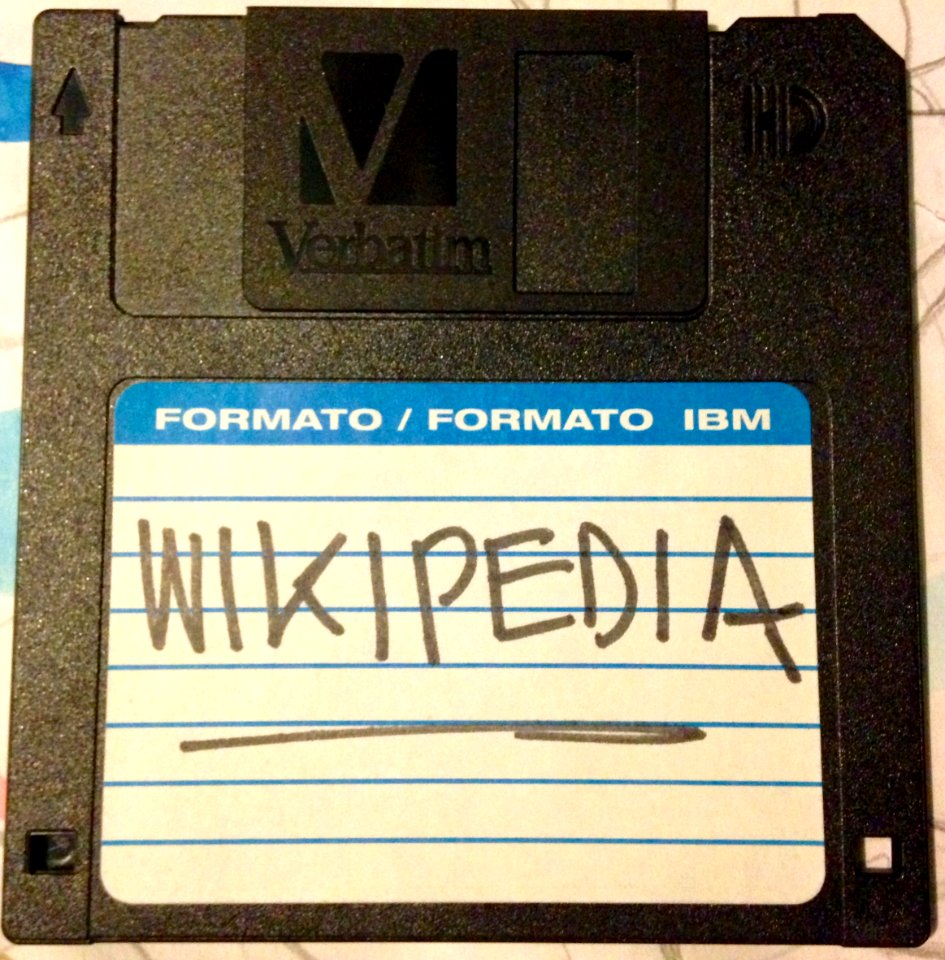 HD
Verbatim
FORMATO / FORMATO IBM
WIKIPEDIA